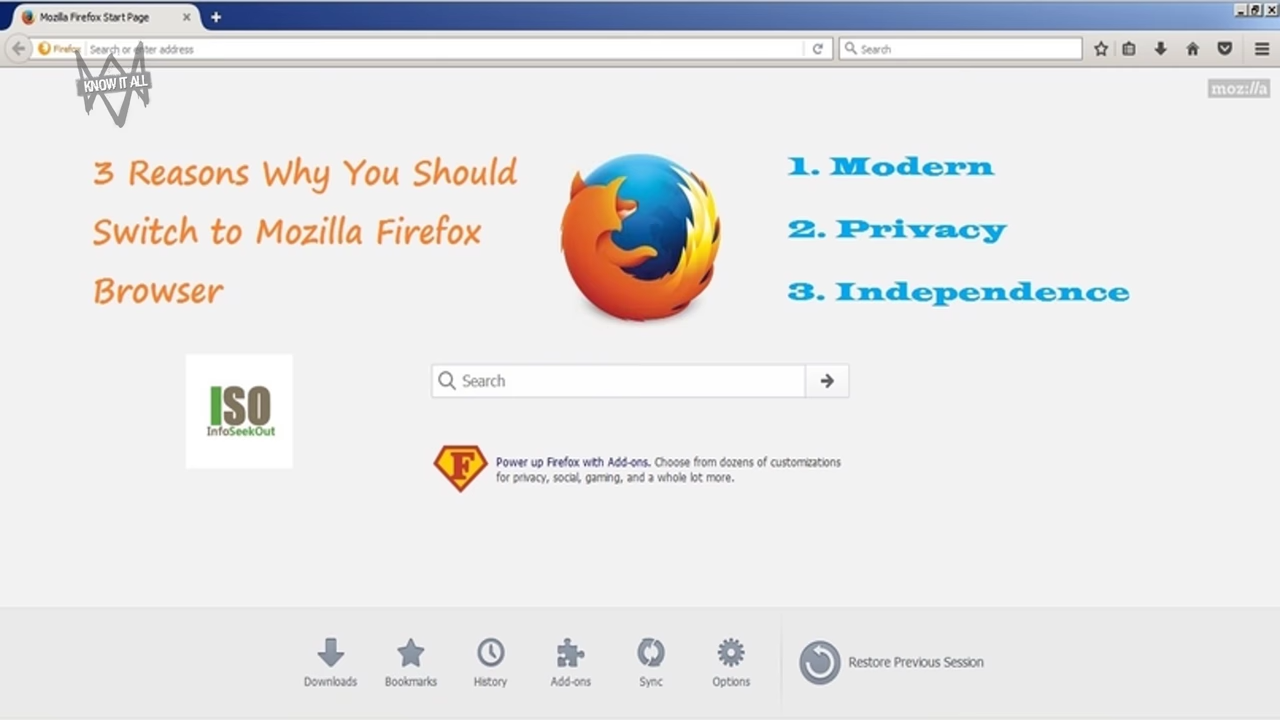 Mozilla Firefox Start Page
Firefox Search or enter address
Search
KNOW IT ALL
moz://a
3 Reasons Why You Should
Switch to Mozilla Firefox
Browser
1. Modern
2. Privacy
3. Independence
ISO
InfoSeekOut
Search
F
Power up Firefox with Add-ons. Choose from dozens of customizations
for privacy, social, gaming, and a whole lot more.
Downloads
Bookmarks
History
Add-ons
Sync
Options
Restore Previous Session